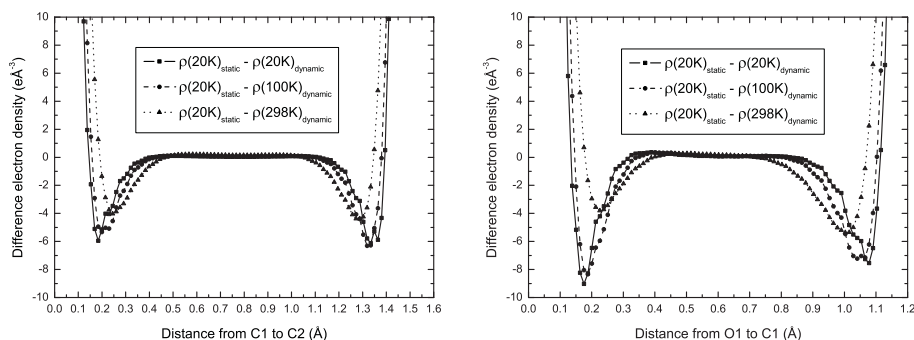 10
8
6
4
2
0
-2
-4
-6
-8
-10
Difference electron density (eÅ⁻³)
ρ(20K)static - ρ(20K)dynamic
ρ(20K)static - ρ(100K)dynamic
ρ(20K)static - ρ(298K)dynamic
0.0 0.1 0.2 0.3 0.4 0.5 0.6 0.7 0.8 0.9 1.0 1.1 1.2 1.3 1.4 1.5 1.6
Distance from C1 to C2 (Å)
10
8
6
4
2
0
-2
-4
-6
-8
-10
Difference electron density (eÅ⁻³)
ρ(20K)static - ρ(20K)dynamic
ρ(20K)static - ρ(100K)dynamic
ρ(20K)static - ρ(298K)dynamic
0.0 0.1 0.2 0.3 0.4 0.5 0.6 0.7 0.8 0.9 1.0 1.1 1.2
Distance from O1 to C1 (Å)